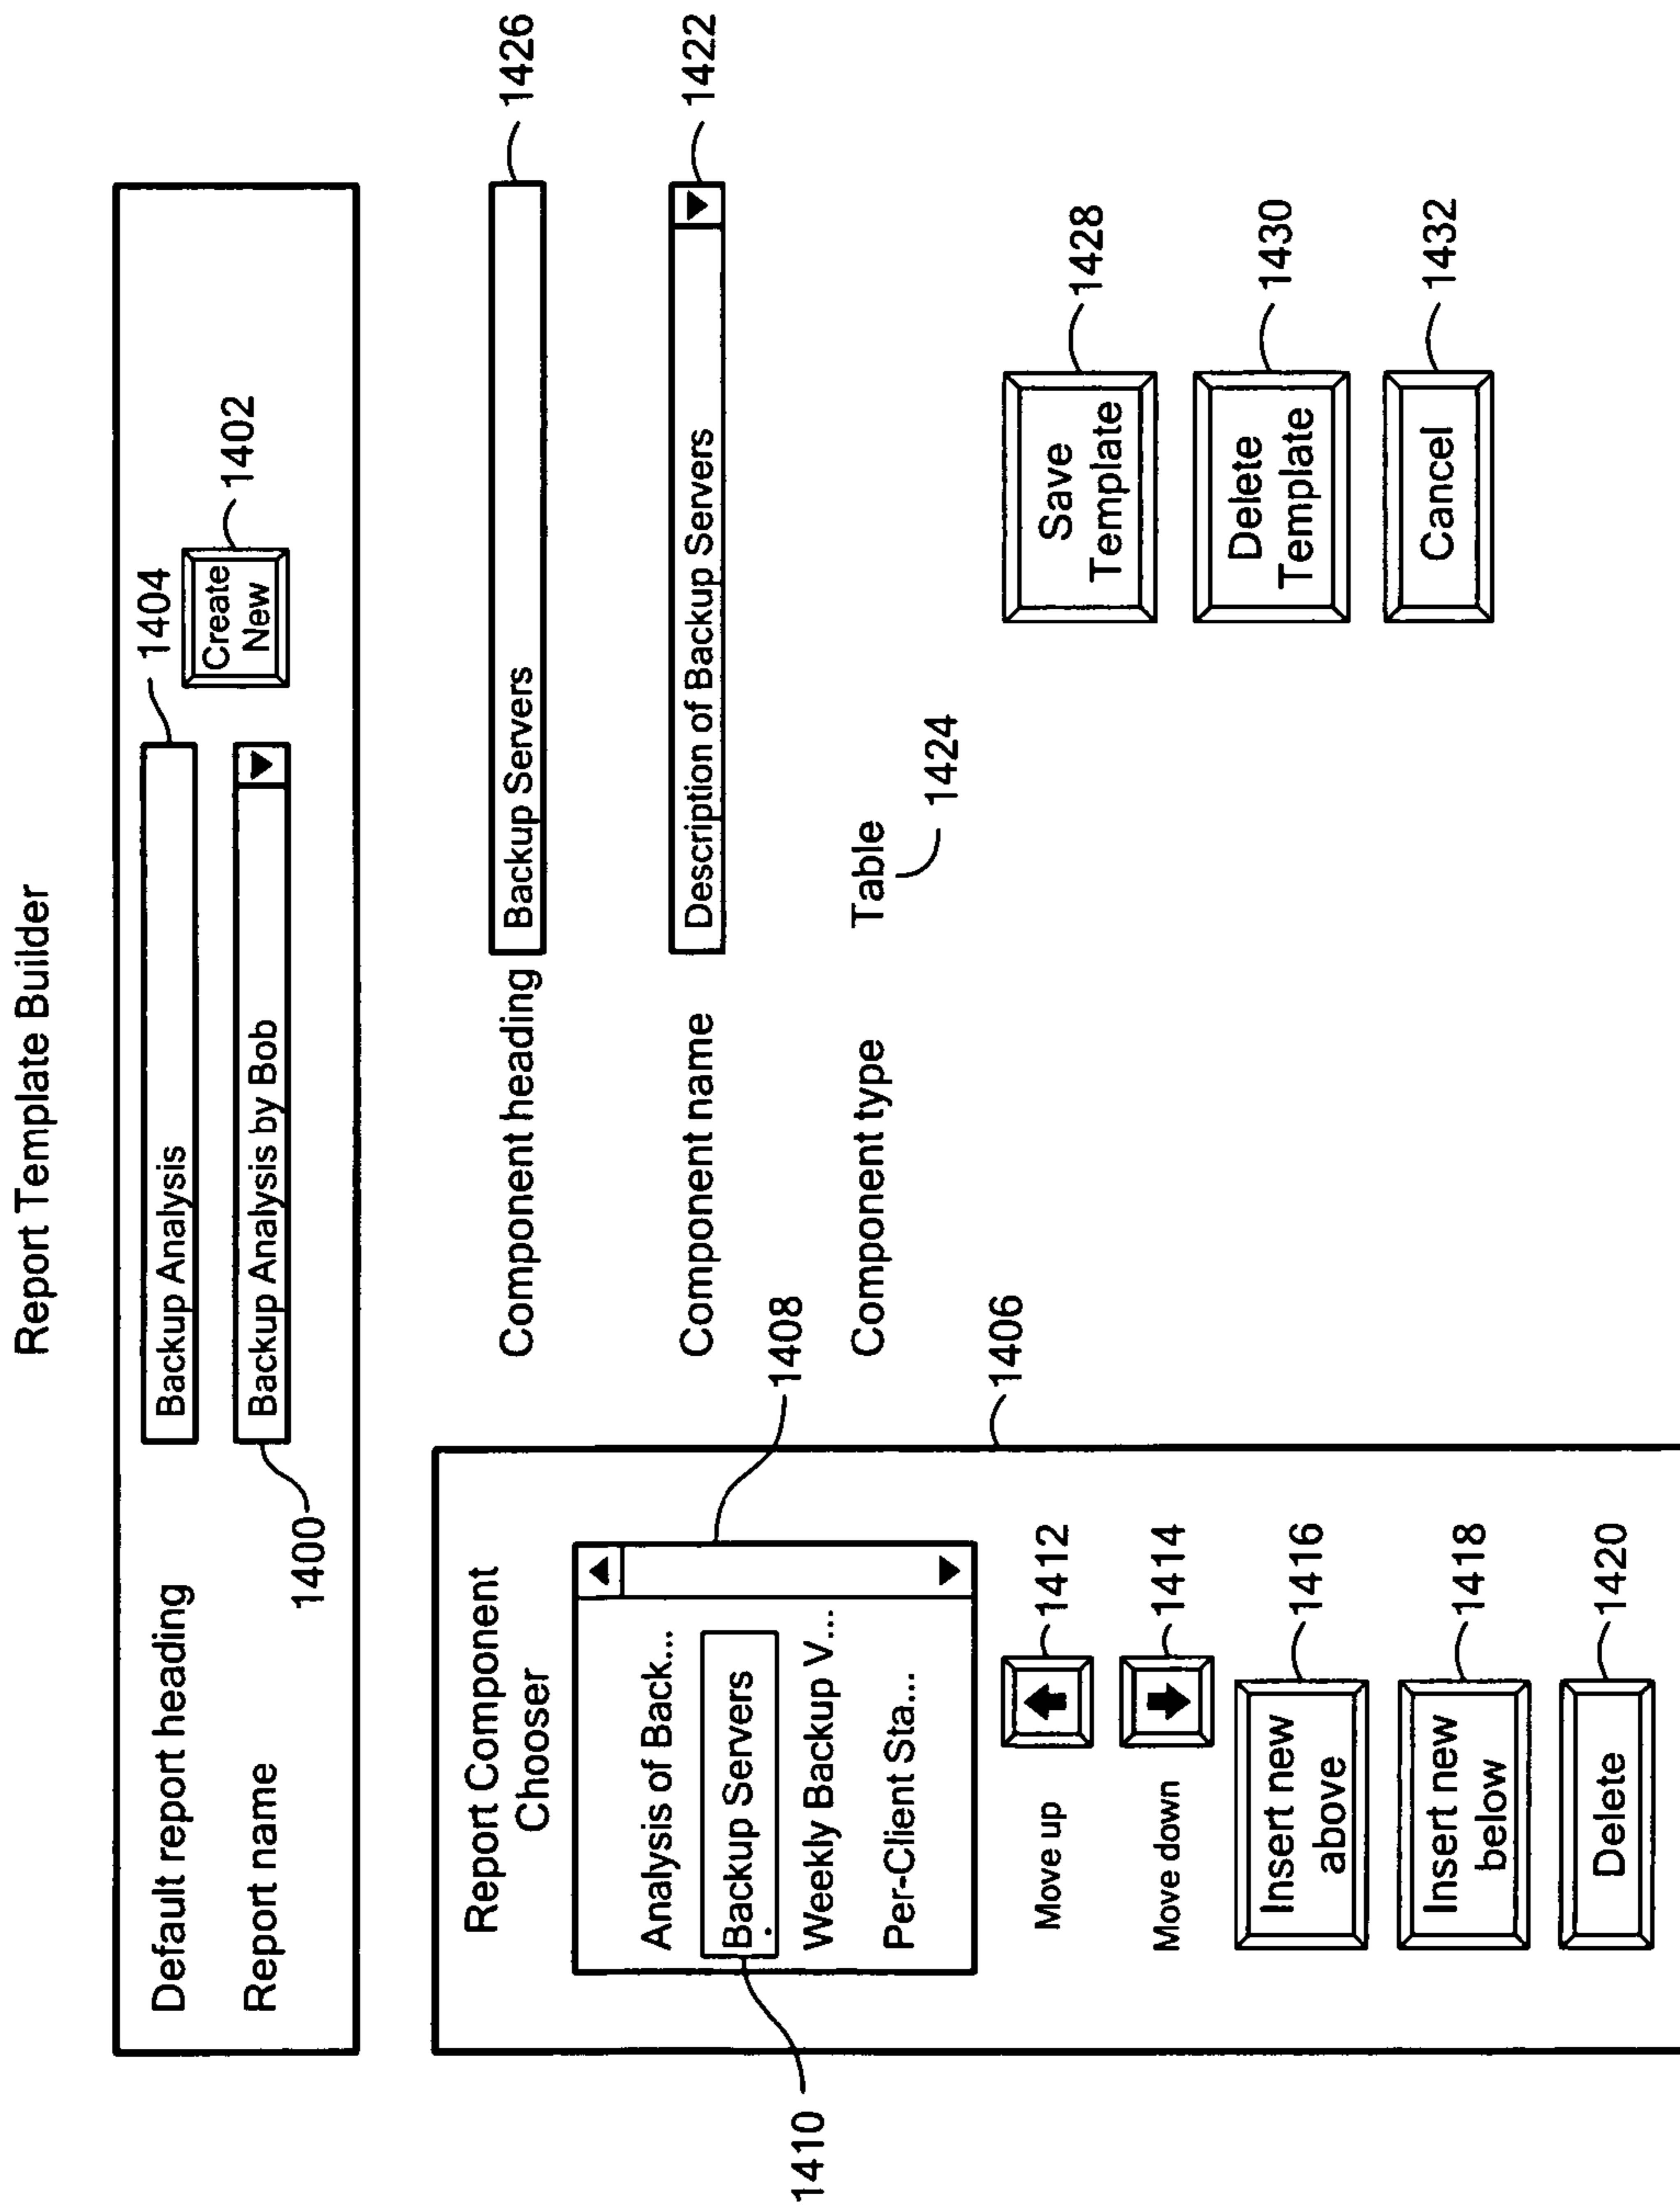 Report Template Builder
Default report heading
Backup Analysis
1404
Report name
Backup Analysis by Bob
Create
New
1402
1400
Report Component
Chooser
Analysis of Back...
Backup Servers
Weekly Backup V...
Per-Client Sta...
1408
1410
Move up
1412
Move down
1414
Insert new
above
1416
Insert new
below
1418
Delete
1420
1406
Component heading
Backup Servers
1426
Component name
Description of Backup Servers
1422
Component type
Table
1424
Save
Template
1428
Delete
Template
1430
Cancel
1432